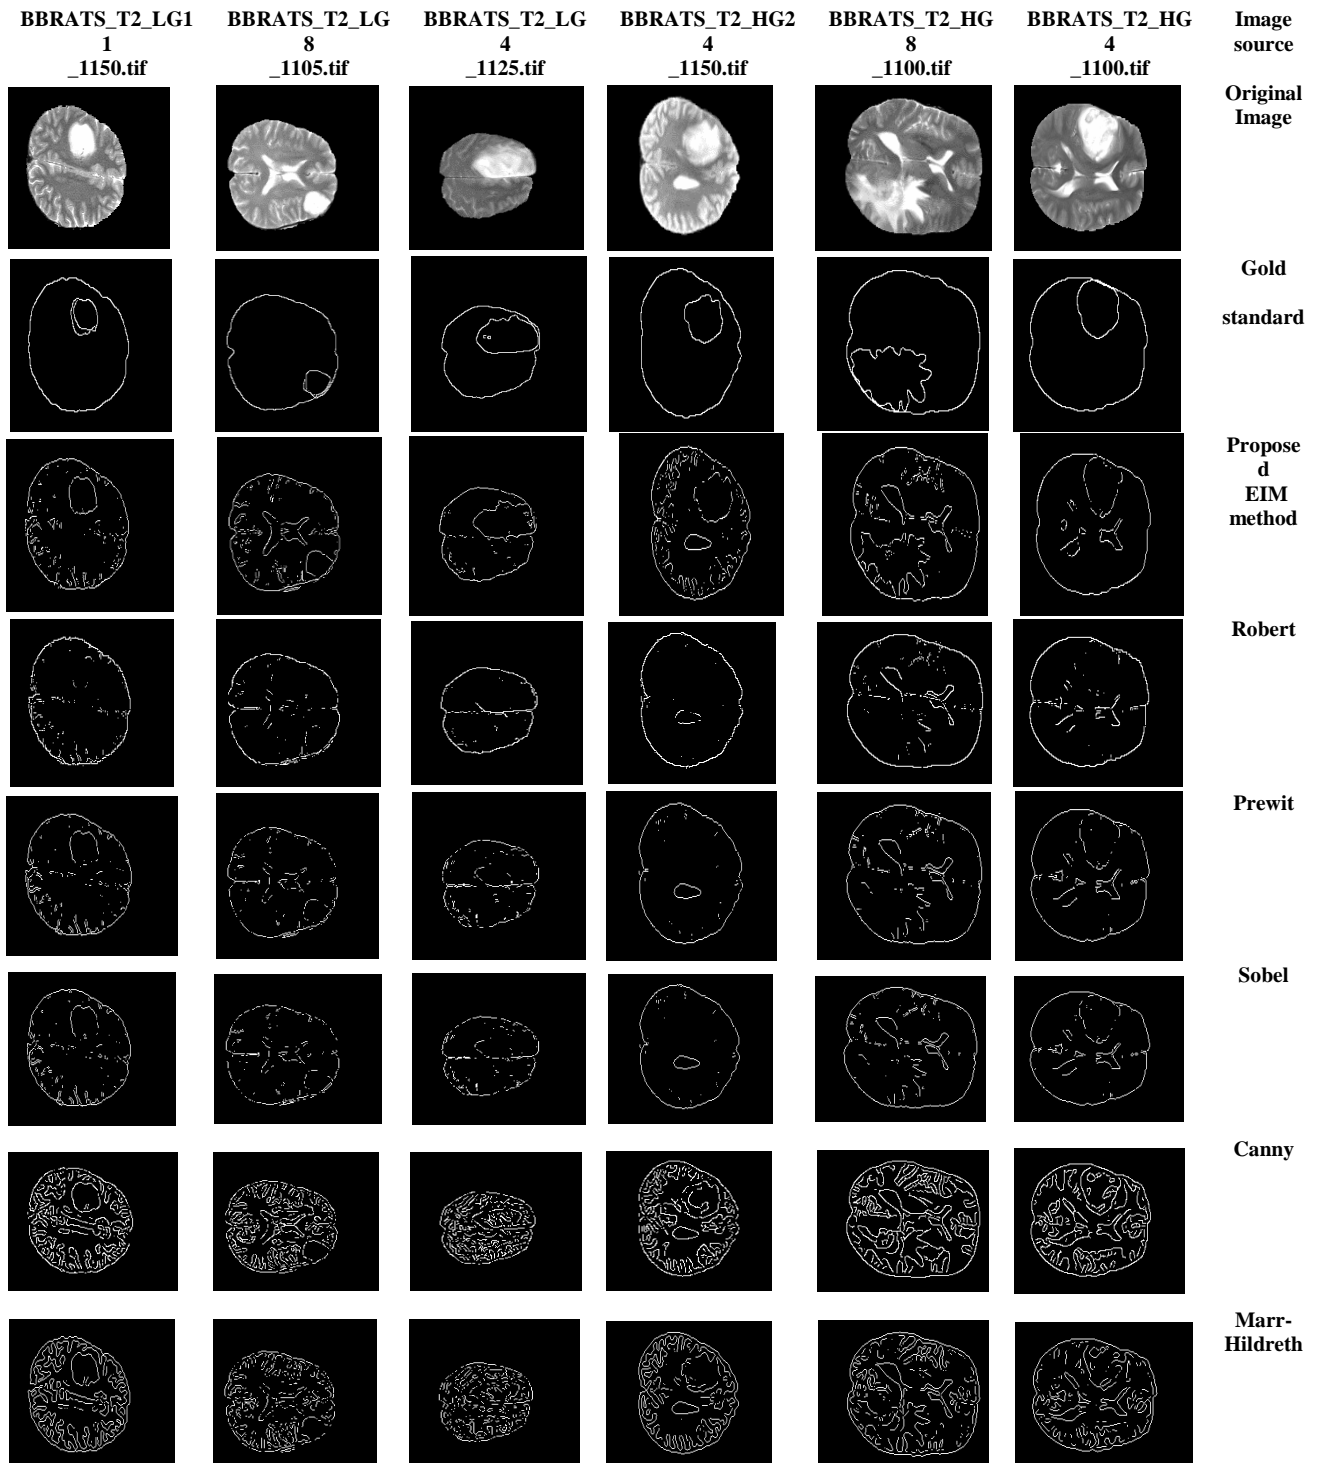 BBRATS_T2_LG1
1
_1150.tif
BBRATS_T2_LG
8
_1105.tif
BBRATS_T2_LG
4
_1125.tif
BBRATS_T2_HG2
4
_1150.tif
BBRATS_T2_HG
8
_1100.tif
BBRATS_T2_HG
4
_1100.tif
Image
source
Original
Image
Gold
standard
Propose
d
EIM
method
Robert
Prewit
Sobel
Canny
Marr-
Hildreth